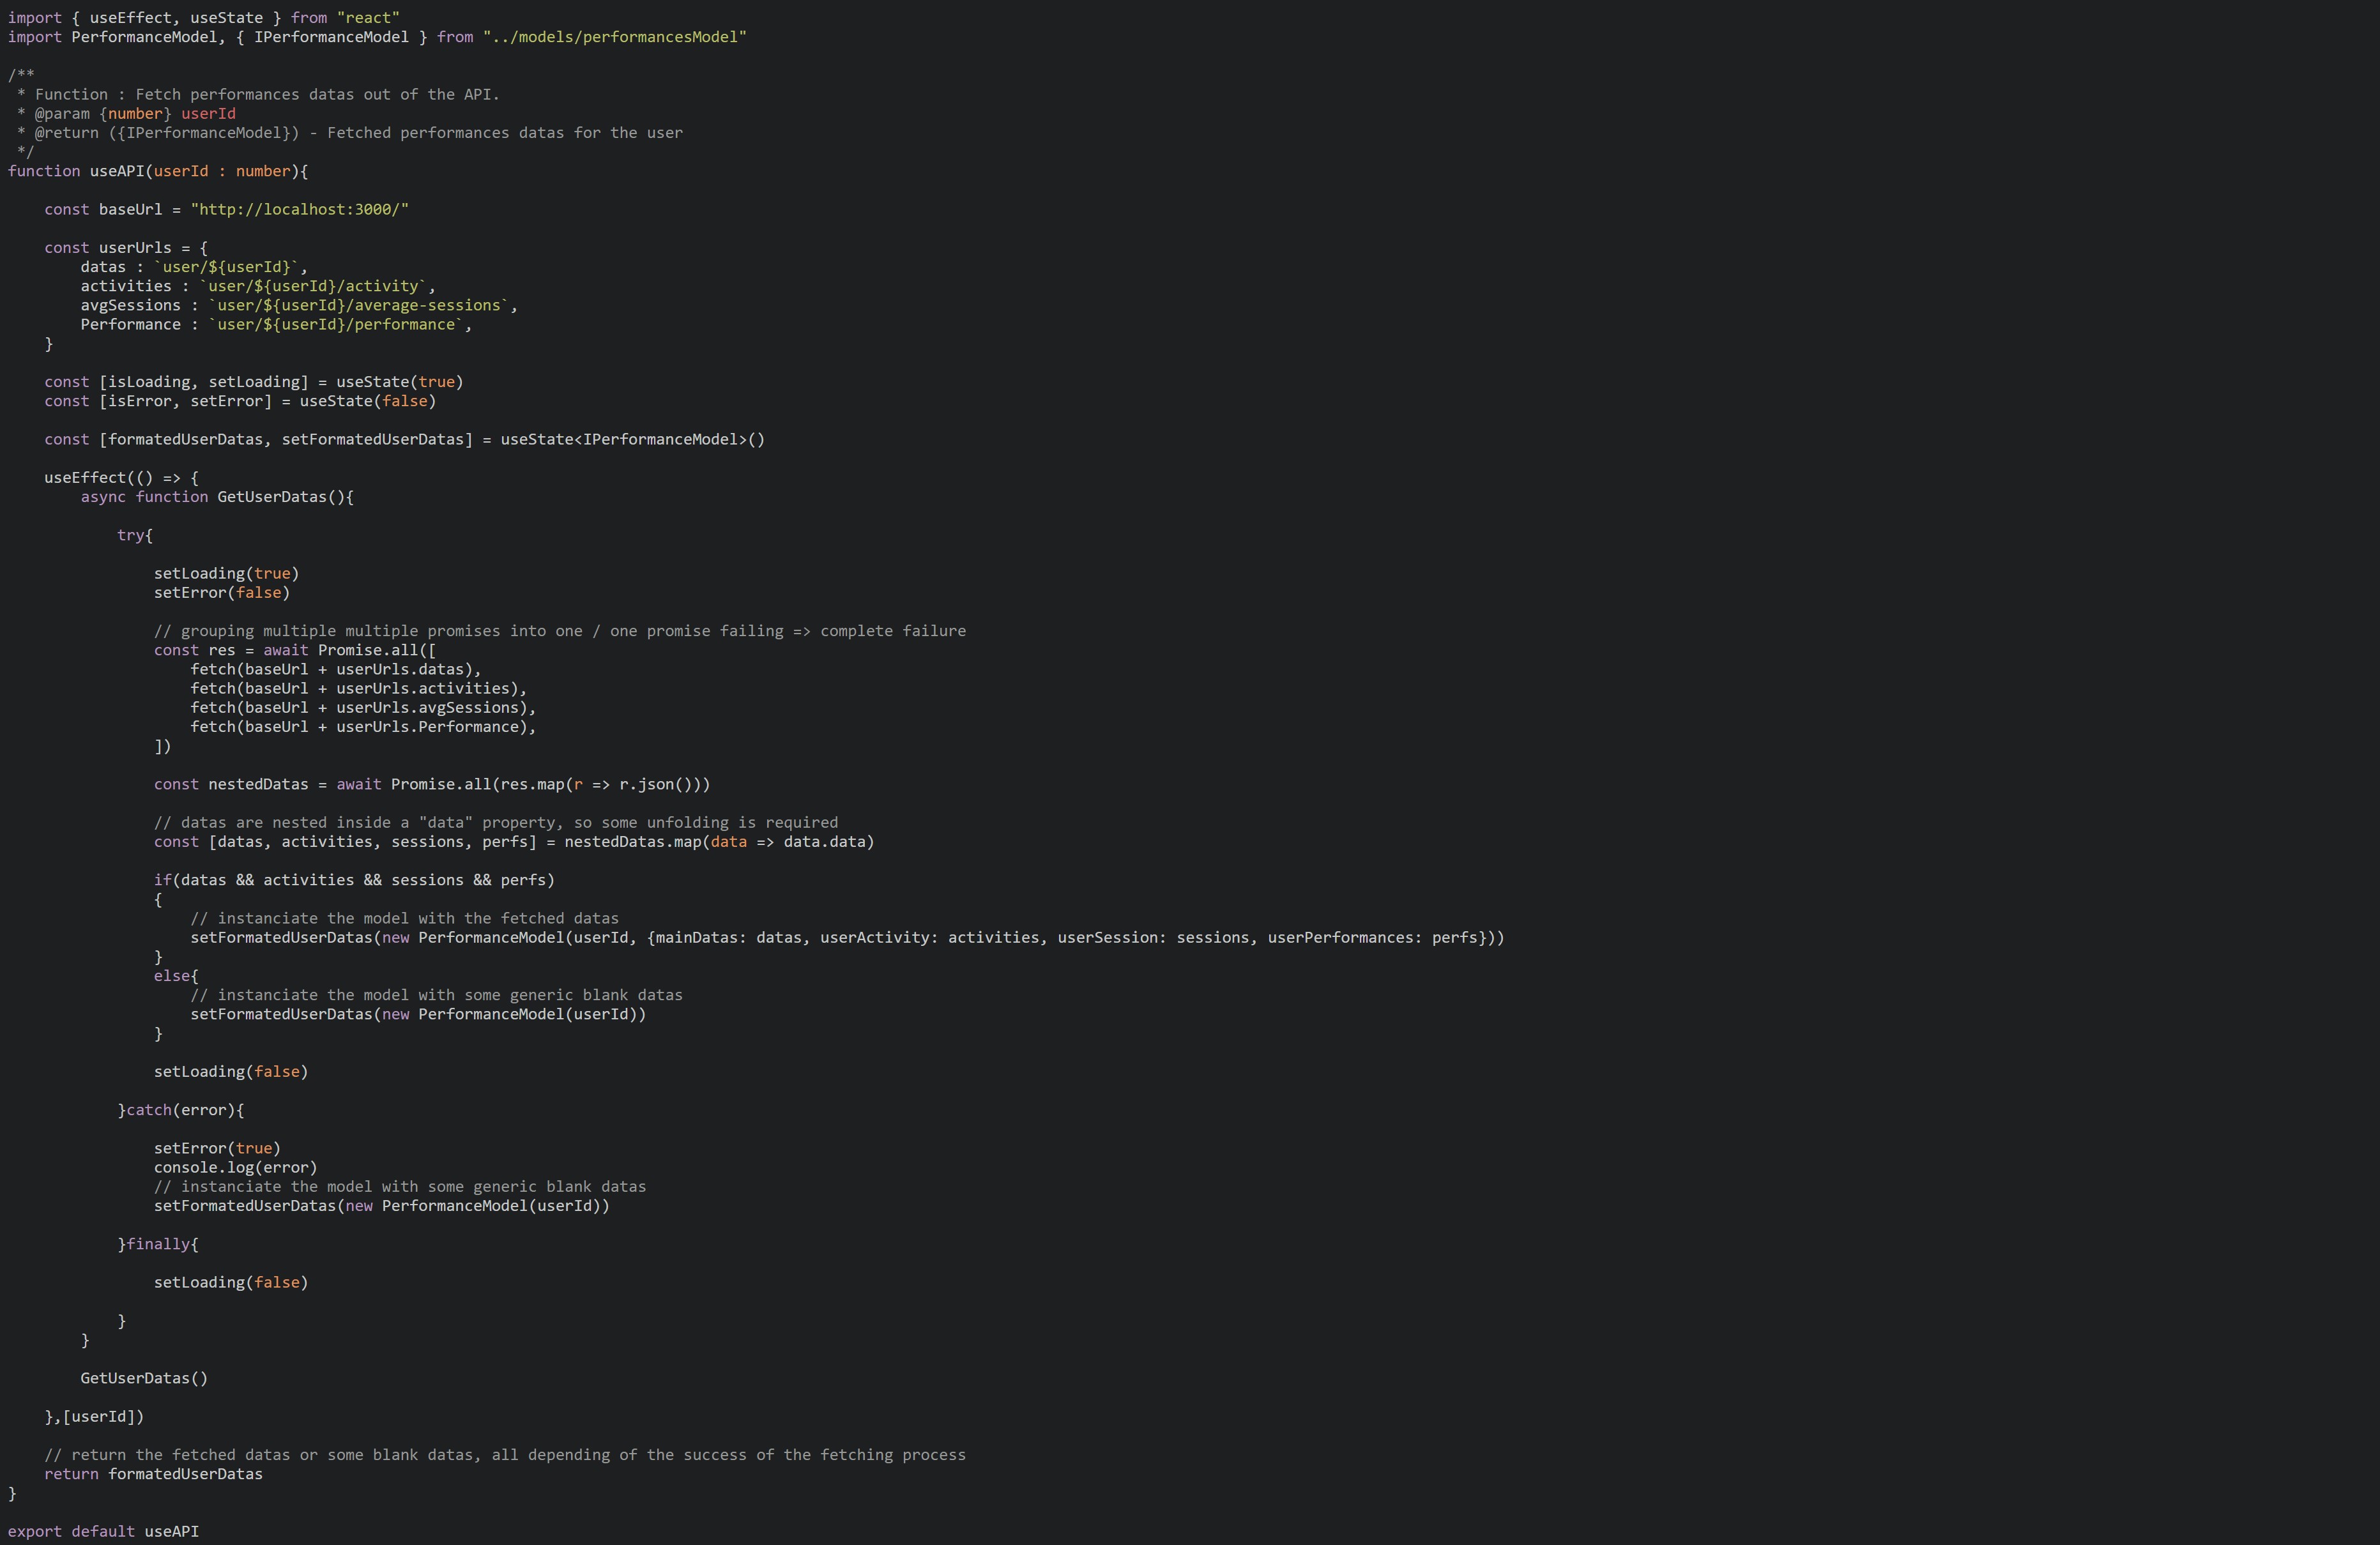 import { useEffect, useState } from "react"
import PerformanceModel, { IPerformanceModel } from "../models/performancesModel"
/**
 * Function : Fetch performances datas out of the API.
 * @param {number} userId
 * @return ({IPerformanceModel}) - Fetched performances datas for the user
 */
function useAPI(userId : number){
    const baseUrl = "http://localhost:3000/"
    const userUrls = {
        datas : `user/${userId}`,
        activities : `user/${userId}/activity`,
        avgSessions : `user/${userId}/average-sessions`,
        Performance : `user/${userId}/performance`,
    }
    const [isLoading, setLoading] = useState(true)
    const [isError, setError] = useState(false)
    const [formatedUserDatas, setFormatedUserDatas] = useState<IPerformanceModel>()
    useEffect(() => {
        async function GetUserDatas(){
            try{
                setLoading(true)
                setError(false)
                // grouping multiple multiple promises into one / one promise failing => complete failure
                const res = await Promise.all([
                    fetch(baseUrl + userUrls.datas),
                    fetch(baseUrl + userUrls.activities),
                    fetch(baseUrl + userUrls.avgSessions),
                    fetch(baseUrl + userUrls.Performance),
                ])
                const nestedDatas = await Promise.all(res.map(r => r.json()))
                // datas are nested inside a "data" property, so some unfolding is required
                const [datas, activities, sessions, perfs] = nestedDatas.map(data => data.data)
                if(datas && activities && sessions && perfs)
                {
                    // instanciate the model with the fetched datas
                    setFormatedUserDatas(new PerformanceModel(userId, {mainDatas: datas, userActivity: activities, userSession: sessions, userPerformances: perfs}))
                }
                else{
                    // instanciate the model with some generic blank datas
                    setFormatedUserDatas(new PerformanceModel(userId))
                }
                setLoading(false)
            }catch(error){
                setError(true)
                console.log(error)
                // instanciate the model with some generic blank datas
                setFormatedUserDatas(new PerformanceModel(userId))
            }finally{
                setLoading(false)
            }
        }
        GetUserDatas()
    },[userId])
    // return the fetched datas or some blank datas, all depending of the success of the fetching process
    return formatedUserDatas
}
export default useAPI